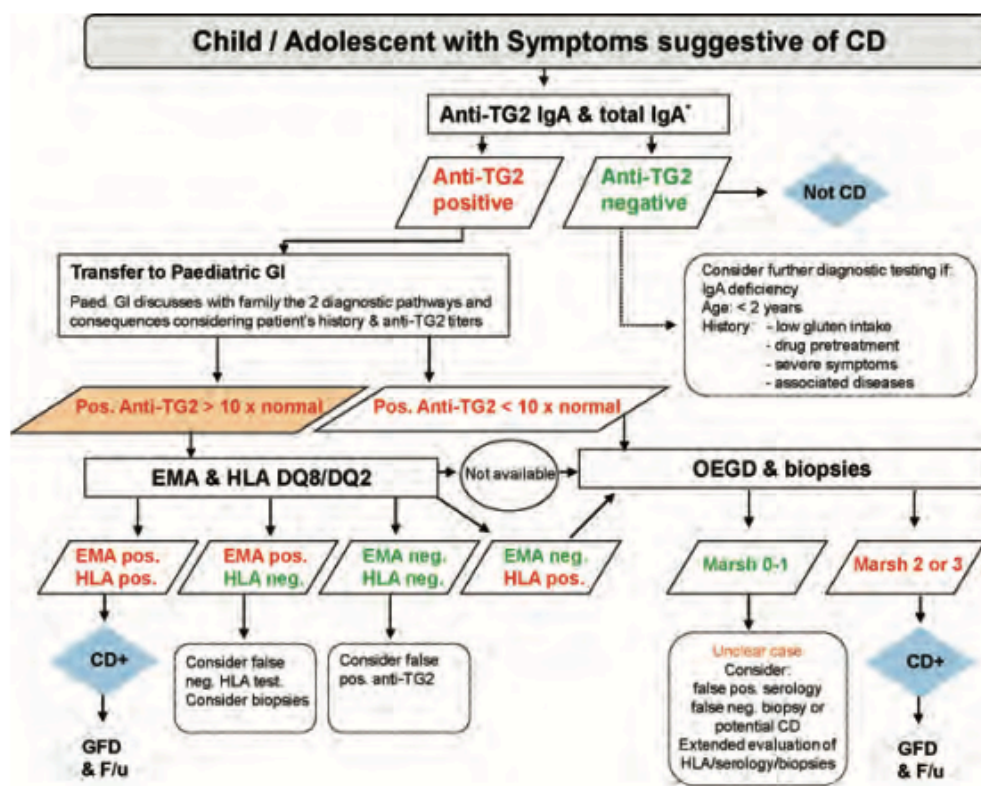 Child / Adolescent with Symptoms suggestive of CD
Anti-TG2 IgA & total IgA*
Anti-TG2
positive
Anti-TG2
negative
Not CD
Transfer to Paediatric GI
Paed. GI discusses with family the 2 diagnostic pathways and
consequences considering patient's history & anti-TG2 titers
Consider further diagnostic testing if:
IgA deficiency
Age: < 2 years
History: - low gluten intake
- drug pretreatment
- severe symptoms
- associated diseases
Pos. Anti-TG2 > 10 x normal
Pos. Anti-TG2 < 10 x normal
EMA & HLA DQ8/DQ2
Not available
OEGD & biopsies
EMA pos.
HLA pos.
EMA pos.
HLA neg.
EMA neg.
HLA neg.
EMA neg.
HLA pos.
Marsh 0-1
Marsh 2 or 3
CD+
Consider false
neg. HLA test.
Consider biopsies
Consider false
pos. anti-TG2
Unclear case
Consider:
false pos. serology
false neg. biopsy or
potential CD
Extended evaluation of
HLA/serology/biopsies
CD+
GFD
& F/u
GFD
& F/u